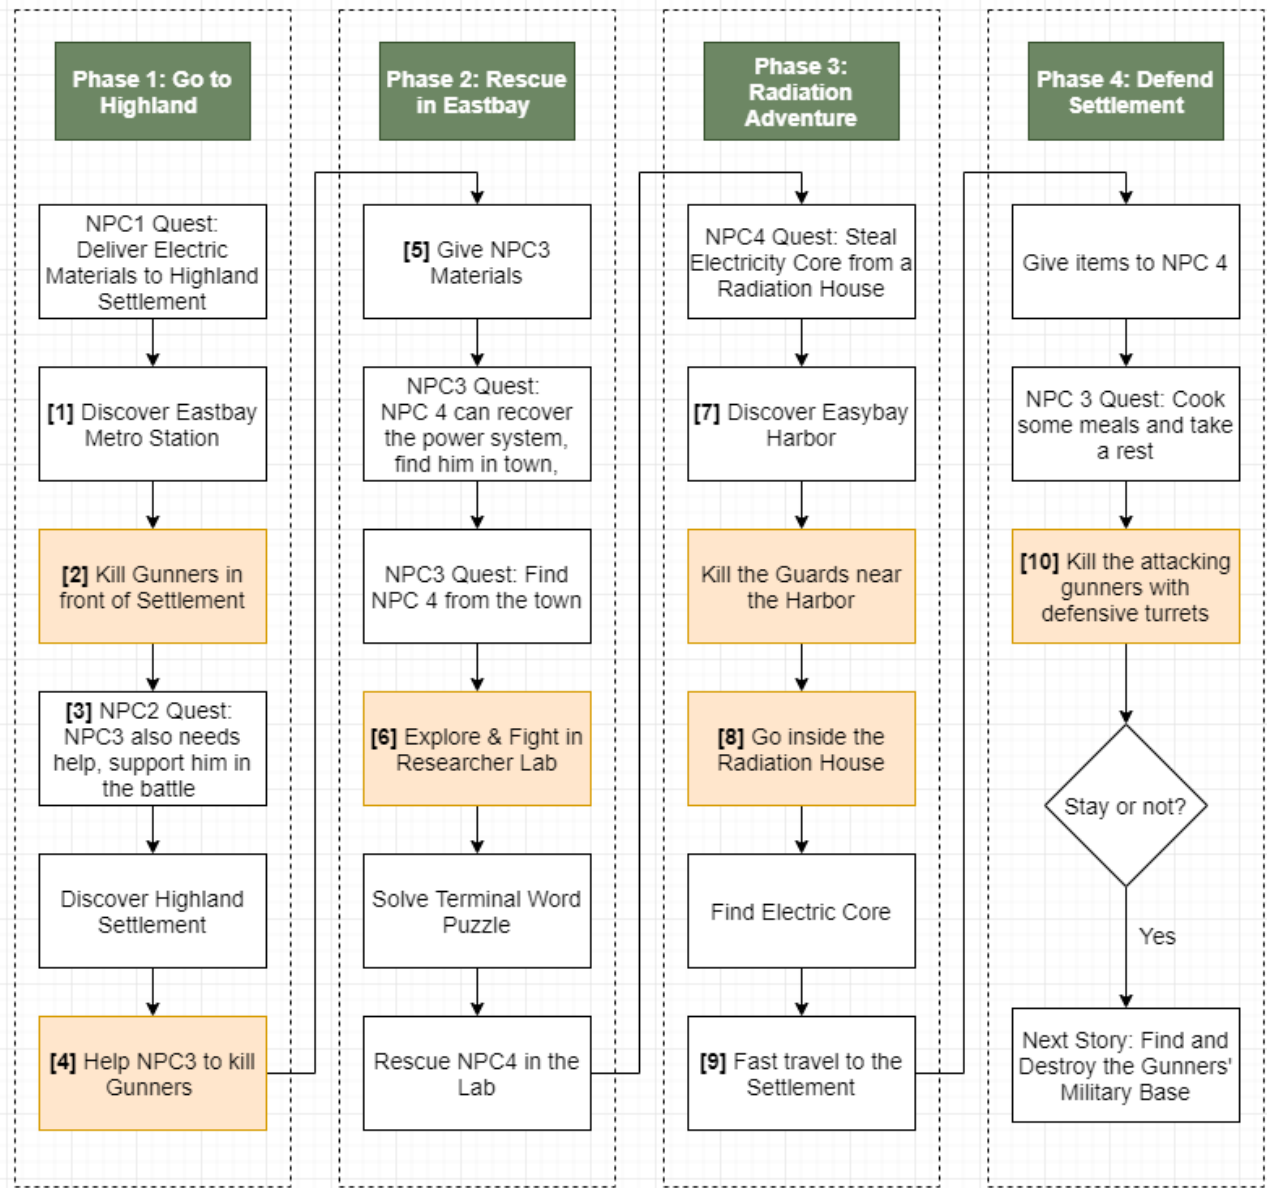 Phase 1: Go to
Highland
NPC1 Quest:
Deliver Electric
Materials to Highland
Settlement
[1] Discover Eastbay
Metro Station
[2] Kill Gunners in
front of Settlement
[3] NPC2 Quest:
NPC3 also needs
help, support him in
the battle
Discover Highland
Settlement
[4] Help NPC3 to kill
Gunners
Phase 2: Rescue
in Eastbay
[5] Give NPC3
Materials
NPC3 Quest:
NPC 4 can recover
the power system,
find him in town,
NPC3 Quest: Find
NPC 4 from the town
[6] Explore & Fight in
Researcher Lab
Solve Terminal Word
Puzzle
Rescue NPC4 in the
Lab
Phase 3:
Radiation
Adventure
NPC4 Quest: Steal
Electricity Core from a
Radiation House
[7] Discover Easybay
Harbor
Kill the Guards near
the Harbor
[8] Go inside the
Radiation House
Find Electric Core
[9] Fast travel to the
Settlement
Phase 4: Defend
Settlement
Give items to NPC 4
NPC 3 Quest: Cook
some meals and take
a rest
[10] Kill the attacking
gunners with
defensive turrets
Stay or not?
Yes
Next Story: Find and
Destroy the Gunners'
Military Base